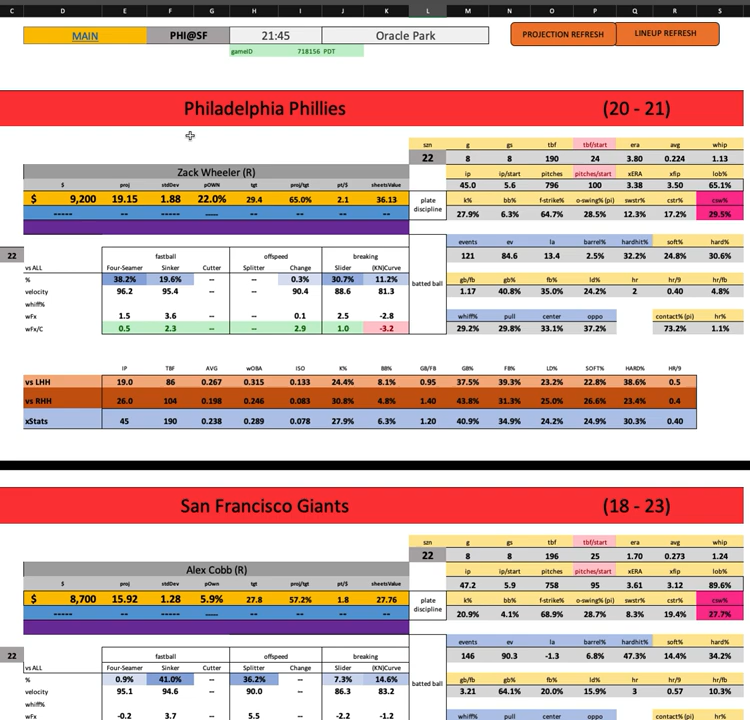 C D E F G H I J K L M N O P Q R S
MAIN PHI@SF 21:45 Oracle Park PROJECTION REFRESH LINEUP REFRESH
gameID 718156 PDT
Philadelphia Phillies (20 - 21)
szn g gs tbf tbf/start era avg whip
22 8 8 190 24 3.80 0.224 1.13
Zack Wheeler (R) ip ip/start pitches pitches/start xERA xfip lob%
$ proj stdDev pOWN tgt proj/tgt pt/$ sheetsValue 45.0 5.6 796 100 3.38 3.50 65.1%
$ 9,200 19.15 1.88 22.0% 29.4 65.0% 2.1 36.13 plate discipline k% bb% f-strike% o-swing% (pi) swstr% cstr% csw%
----- -- -- ---- -- -- -- -- 27.9% 6.3% 64.7% 28.5% 12.3% 17.2% 29.5%
22 fastball offspeed breaking batted ball events ev la barrel% hardhit% soft% hard%
vs ALL Four-Seamer Sinker Cutter Splitter Change Slider (KN)Curve 121 84.6 13.4 2.5% 32.2% 24.8% 30.6%
% 38.2% 19.6% -- -- 0.3% 30.7% 11.2% gb/fb gb% fb% ld% hr hr/9 hr/fb
velocity 96.2 95.4 -- -- 90.4 88.6 81.3 1.17 40.8% 35.0% 24.2% 2 0.40 4.8%
whiff%
wFx 1.5 3.6 -- -- 0.1 2.5 -2.8 whiff% pull center oppo contact% (pi) hr%
wFx/C 0.5 2.3 -- -- 2.9 1.0 -3.2 29.2% 29.8% 33.1% 37.2% 73.2% 1.1%
IP TBF AVG wOBA ISO K% BB% GB/FB GB% FB% LD% SOFT% HARD% HR/9
vs LHH 19.0 86 0.267 0.315 0.133 24.4% 8.1% 0.95 37.5% 39.3% 23.2% 22.8% 38.6% 0.5
vs RHH 26.0 104 0.198 0.246 0.083 30.8% 4.8% 1.40 43.8% 31.3% 25.0% 26.6% 23.4% 0.4
xStats 45 190 0.238 0.289 0.078 27.9% 6.3% 1.20 40.9% 34.9% 24.2% 24.9% 30.3% 0.40
San Francisco Giants (18 - 23)
szn g gs tbf tbf/start era avg whip
22 8 8 196 25 1.70 0.273 1.24
Alex Cobb (R) ip ip/start pitches pitches/start xERA xfip lob%
$ proj stdDev pOwn tgt proj/tgt pt/$ sheetsValue 47.2 5.9 758 95 3.61 3.12 89.6%
$ 8,700 15.92 1.28 5.9% 27.8 57.2% 1.8 27.76 plate discipline k% bb% f-strike% o-swing% (pi) swstr% cstr% csw%
----- -- -- ---- -- -- -- -- 20.9% 4.1% 68.9% 28.7% 8.3% 19.4% 27.7%
22 fastball offspeed breaking batted ball events ev la barrel% hardhit% soft% hard%
vs ALL Four-Seamer Sinker Cutter Splitter Change Slider (KN)Curve 146 90.3 -1.3 6.8% 47.3% 14.4% 34.2%
% 0.9% 41.0% -- 36.2% -- 7.3% 14.6% gb/fb gb% fb% ld% hr hr/9 hr/fb
velocity 95.1 94.6 -- 90.0 -- 86.3 83.2 3.21 64.1% 20.0% 15.9% 3 0.57 10.3%
whiff%
wFx -0.2 3.7 -- 5.5 -- -2.2 -1.2 whiff% pull center oppo contact% (pi) hr%